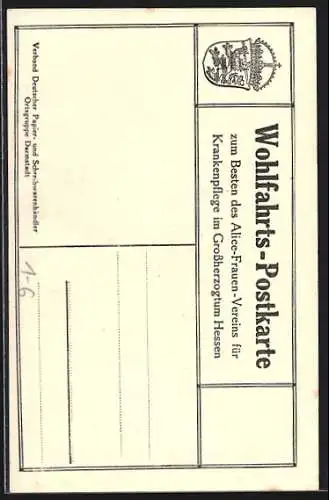 Wohlfahrts-Postkarte
zum Besten des Alice-Frauen-Vereins für
Krankenpflege im Großherzogtum Hessen
Verband Deutscher Papier- und Schreibwarenhändler
Ortsgruppe Darmstadt
1-6